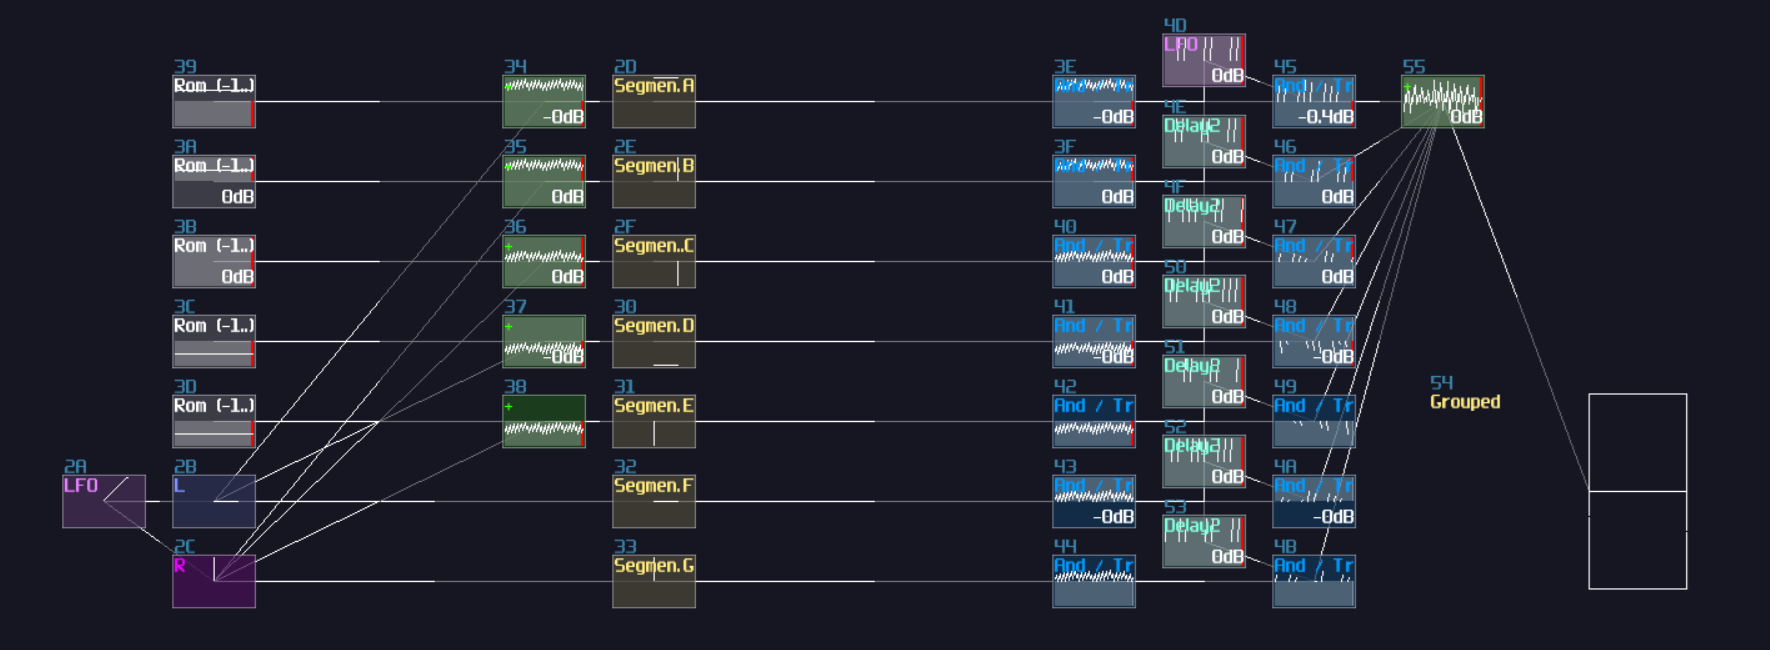 4D
LFO
0dB
39
Rom (-1..)
34
+
-0dB
2D
Segmen.A
3E
And / Tr
-0dB
45
And / Tr
-0.4dB
55
+
0dB
4E
Delay2
0dB
3A
Rom (-1..)
0dB
35
+
0dB
2E
Segmen.B
3F
And / Tr
0dB
46
And / Tr
0dB
4F
Delay2
0dB
3B
Rom (-1..)
0dB
36
+
0dB
2F
Segmen..C
40
And / Tr
0dB
47
And / Tr
0dB
50
Delay2
0dB
3C
Rom (-1..)
37
+
-0dB
30
Segmen.D
41
And / Tr
-0dB
48
And / Tr
-0dB
51
Delay2
0dB
3D
Rom (-1..)
38
+
31
Segmen.E
42
And / Tr
49
And / Tr
54
Grouped
52
Delay2
0dB
2A
LFO
2B
L
32
Segmen.F
43
And / Tr
-0dB
4A
And / Tr
-0dB
53
Delay2
0dB
2C
R
33
Segmen.G
44
And / Tr
4B
And / Tr